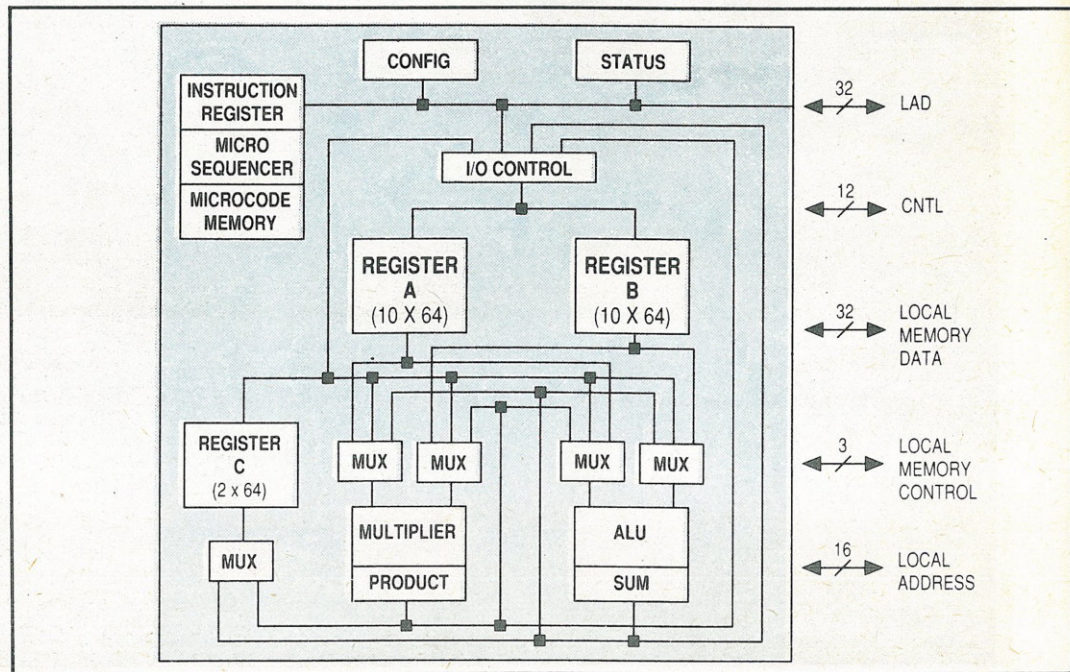 CONFIG
STATUS
INSTRUCTION
REGISTER
MICRO
SEQUENCER
MICROCODE
MEMORY
I/O CONTROL
REGISTER
A
(10 X 64)
REGISTER
B
(10 X 64)
REGISTER
C
(2 x 64)
MUX
MUX
MUX
MUX
MUX
MULTIPLIER
PRODUCT
ALU
SUM
32
LAD
12
CNTL
32
LOCAL
MEMORY
DATA
3
LOCAL
MEMORY
CONTROL
16
LOCAL
ADDRESS